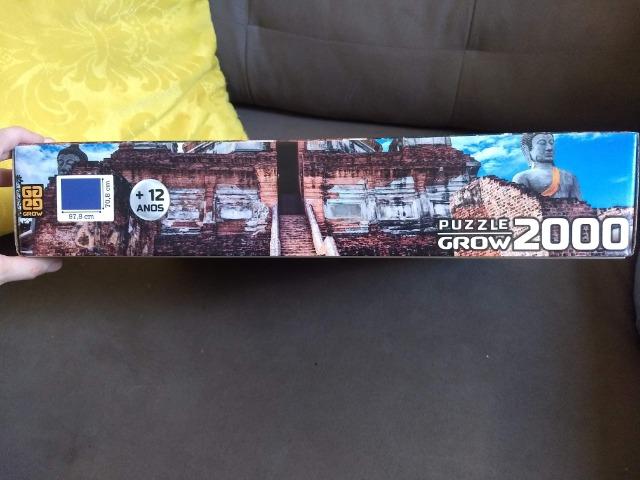 GROW
97,8 cm
70,8 cm
+ 12
ANOS
PUZZLE
GROW 2000